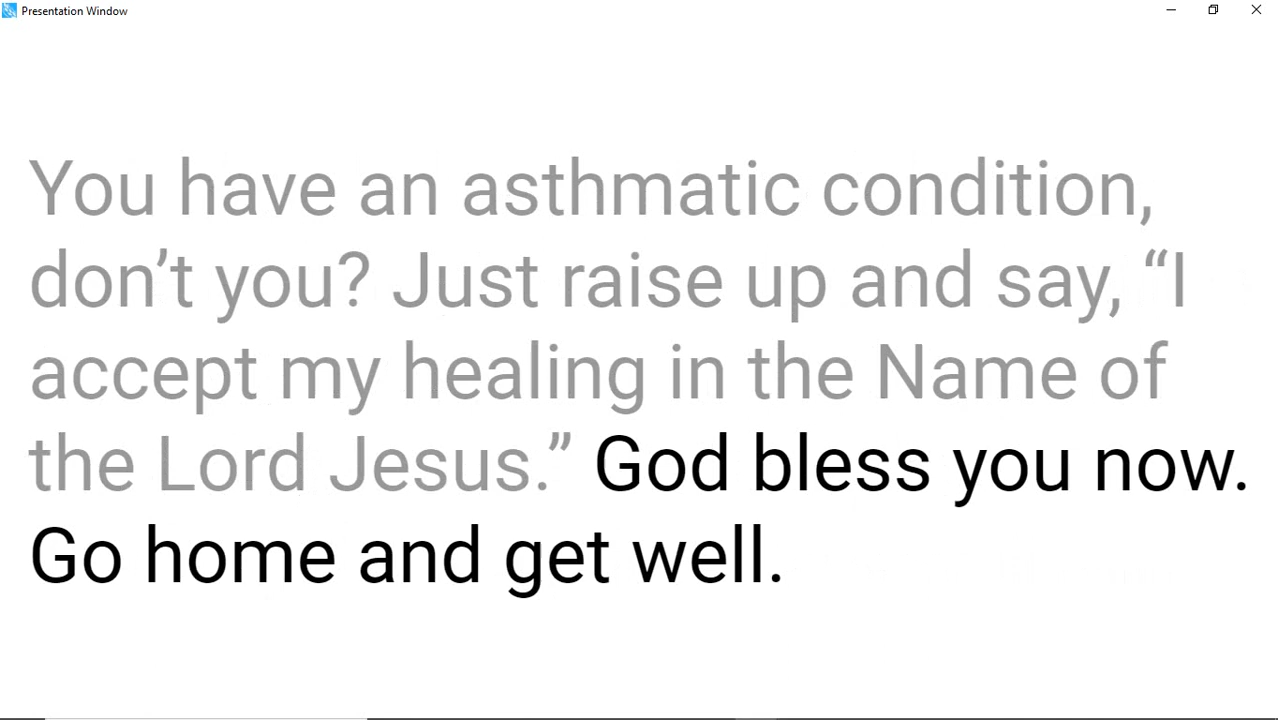 Presentation Window
You have an asthmatic condition,
don’t you? Just raise up and say, “I
accept my healing in the Name of
the Lord Jesus.” God bless you now.
Go home and get well.